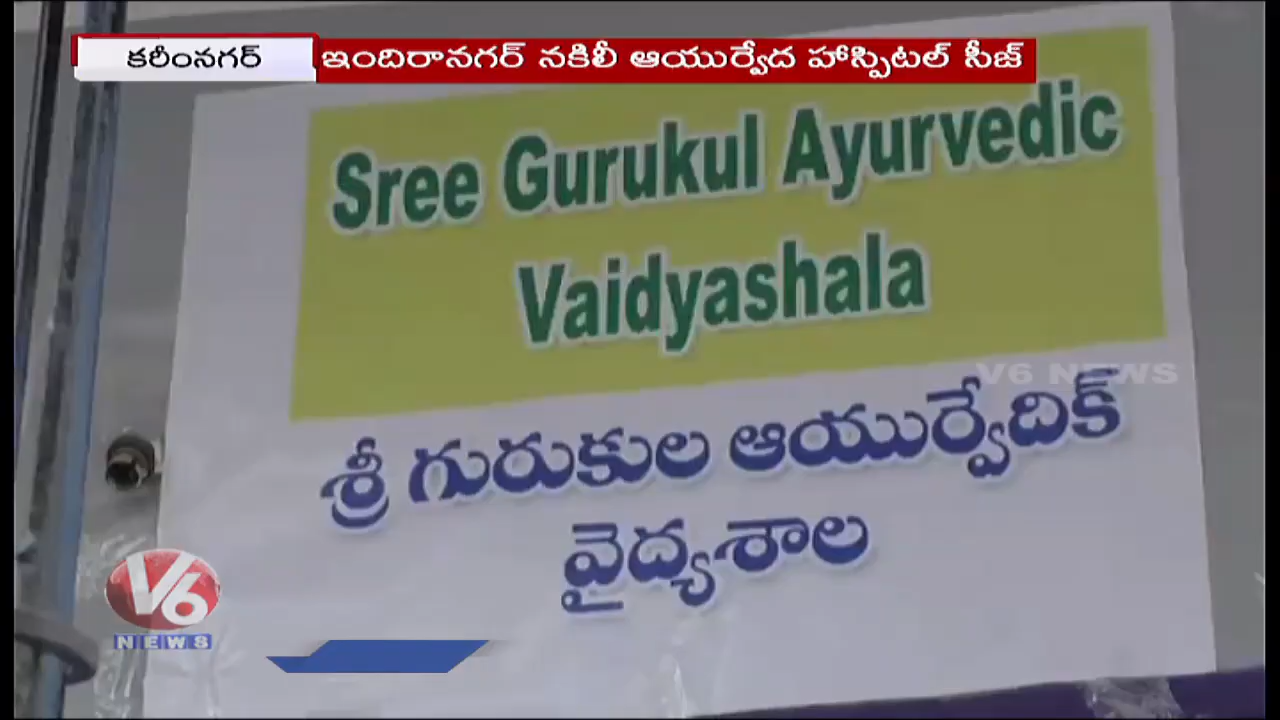 కరీంనగర్
ఇందిరానగర్ నకిలీ ఆయుర్వేద హాస్పిటల్ సీజ్
Sree Gurukul Ayurvedic
Vaidyashala
V6 NEWS
శ్రీ గురుకుల ఆయుర్వేదిక్
వైద్యశాల
V6
NEWS